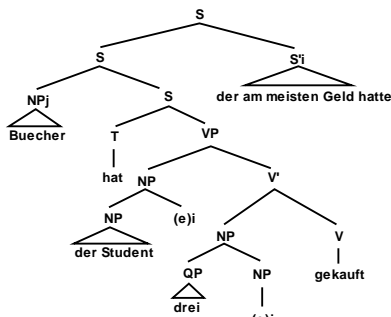 S
S S'i
NPj S der am meisten Geld hatte
Buecher T VP
hat NP V'
NP (e)i NP V
der Student QP NP gekauft
drei